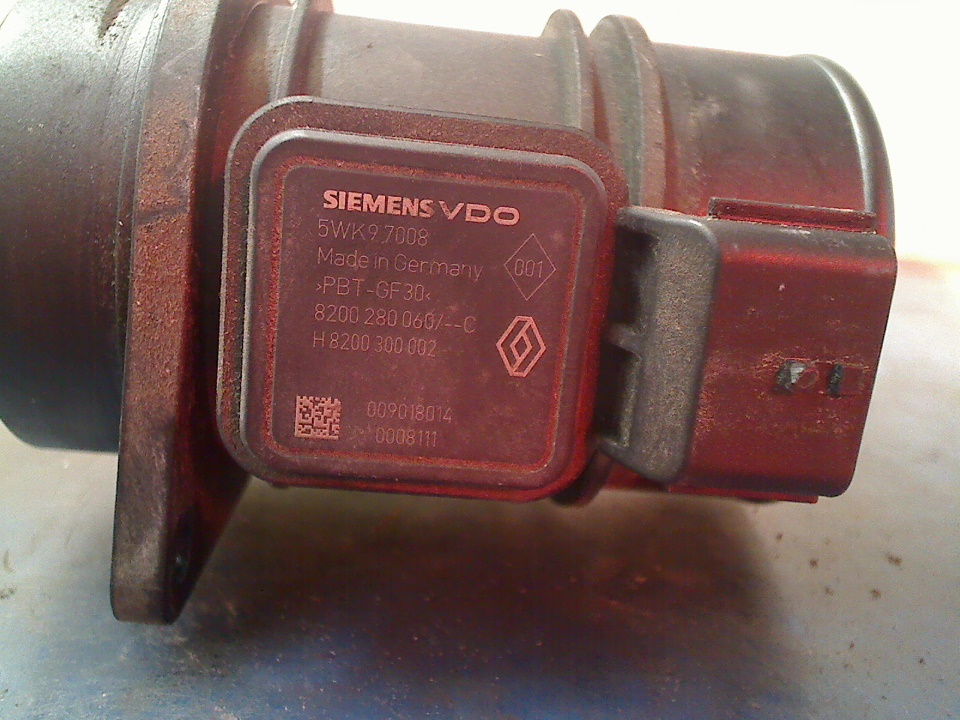 SIEMENS VDO
5WK9 7008
Made in Germany
001
>PBT-GF30<
8200 280 060/--C
H 8200 300 002
009018014
0008111